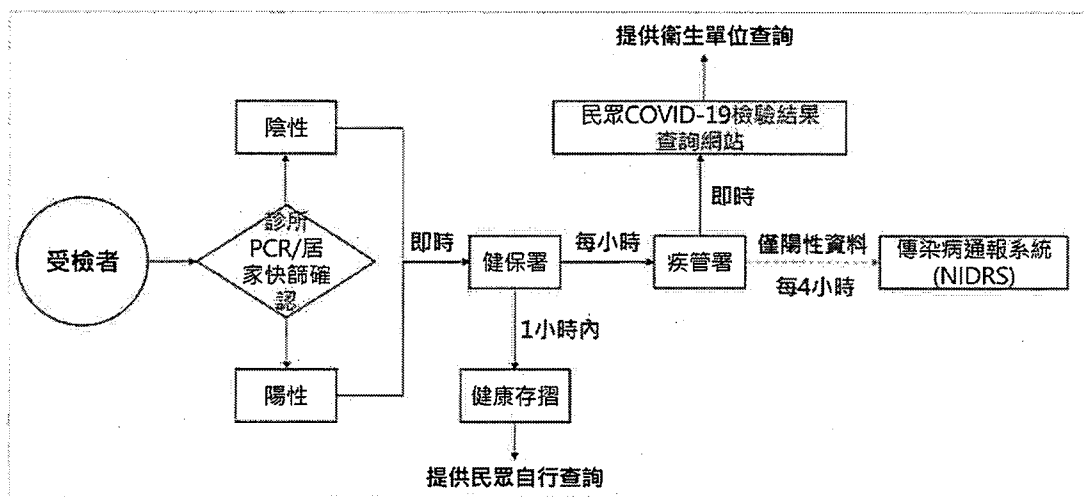 提供衛生單位查詢
陰性
民眾COVID-19檢驗結果
查詢網站
即時
受檢者
診所
PCR/居
家快篩確
認
即時
健保署
每小時
疾管署
僅陽性資料
每4小時
傳染病通報系統
(NIDRS)
1小時內
陽性
健康存摺
提供民眾自行查詢